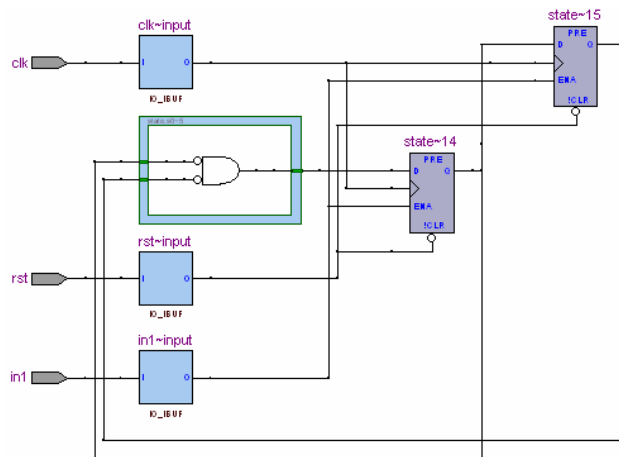 state~15
clk~input
PRE
D Q
clk
I O
ENA
IO_IBUF
!CLR
state~14
PRE
D Q
ENA
rst~input
!CLR
rst
I O
IO_IBUF
in1~input
in1
I O
IO_IBUF